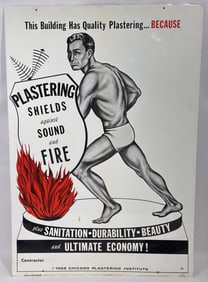 This Building Has Quality Plastering... BECAUSE
PLASTERING
SHIELDS
against
SOUND
and
FIRE
plus SANITATION·DURABILITY·BEAUTY
and ULTIMATE ECONOMY!
Contractor
CHICAGO PLASTERING INSTITUTE